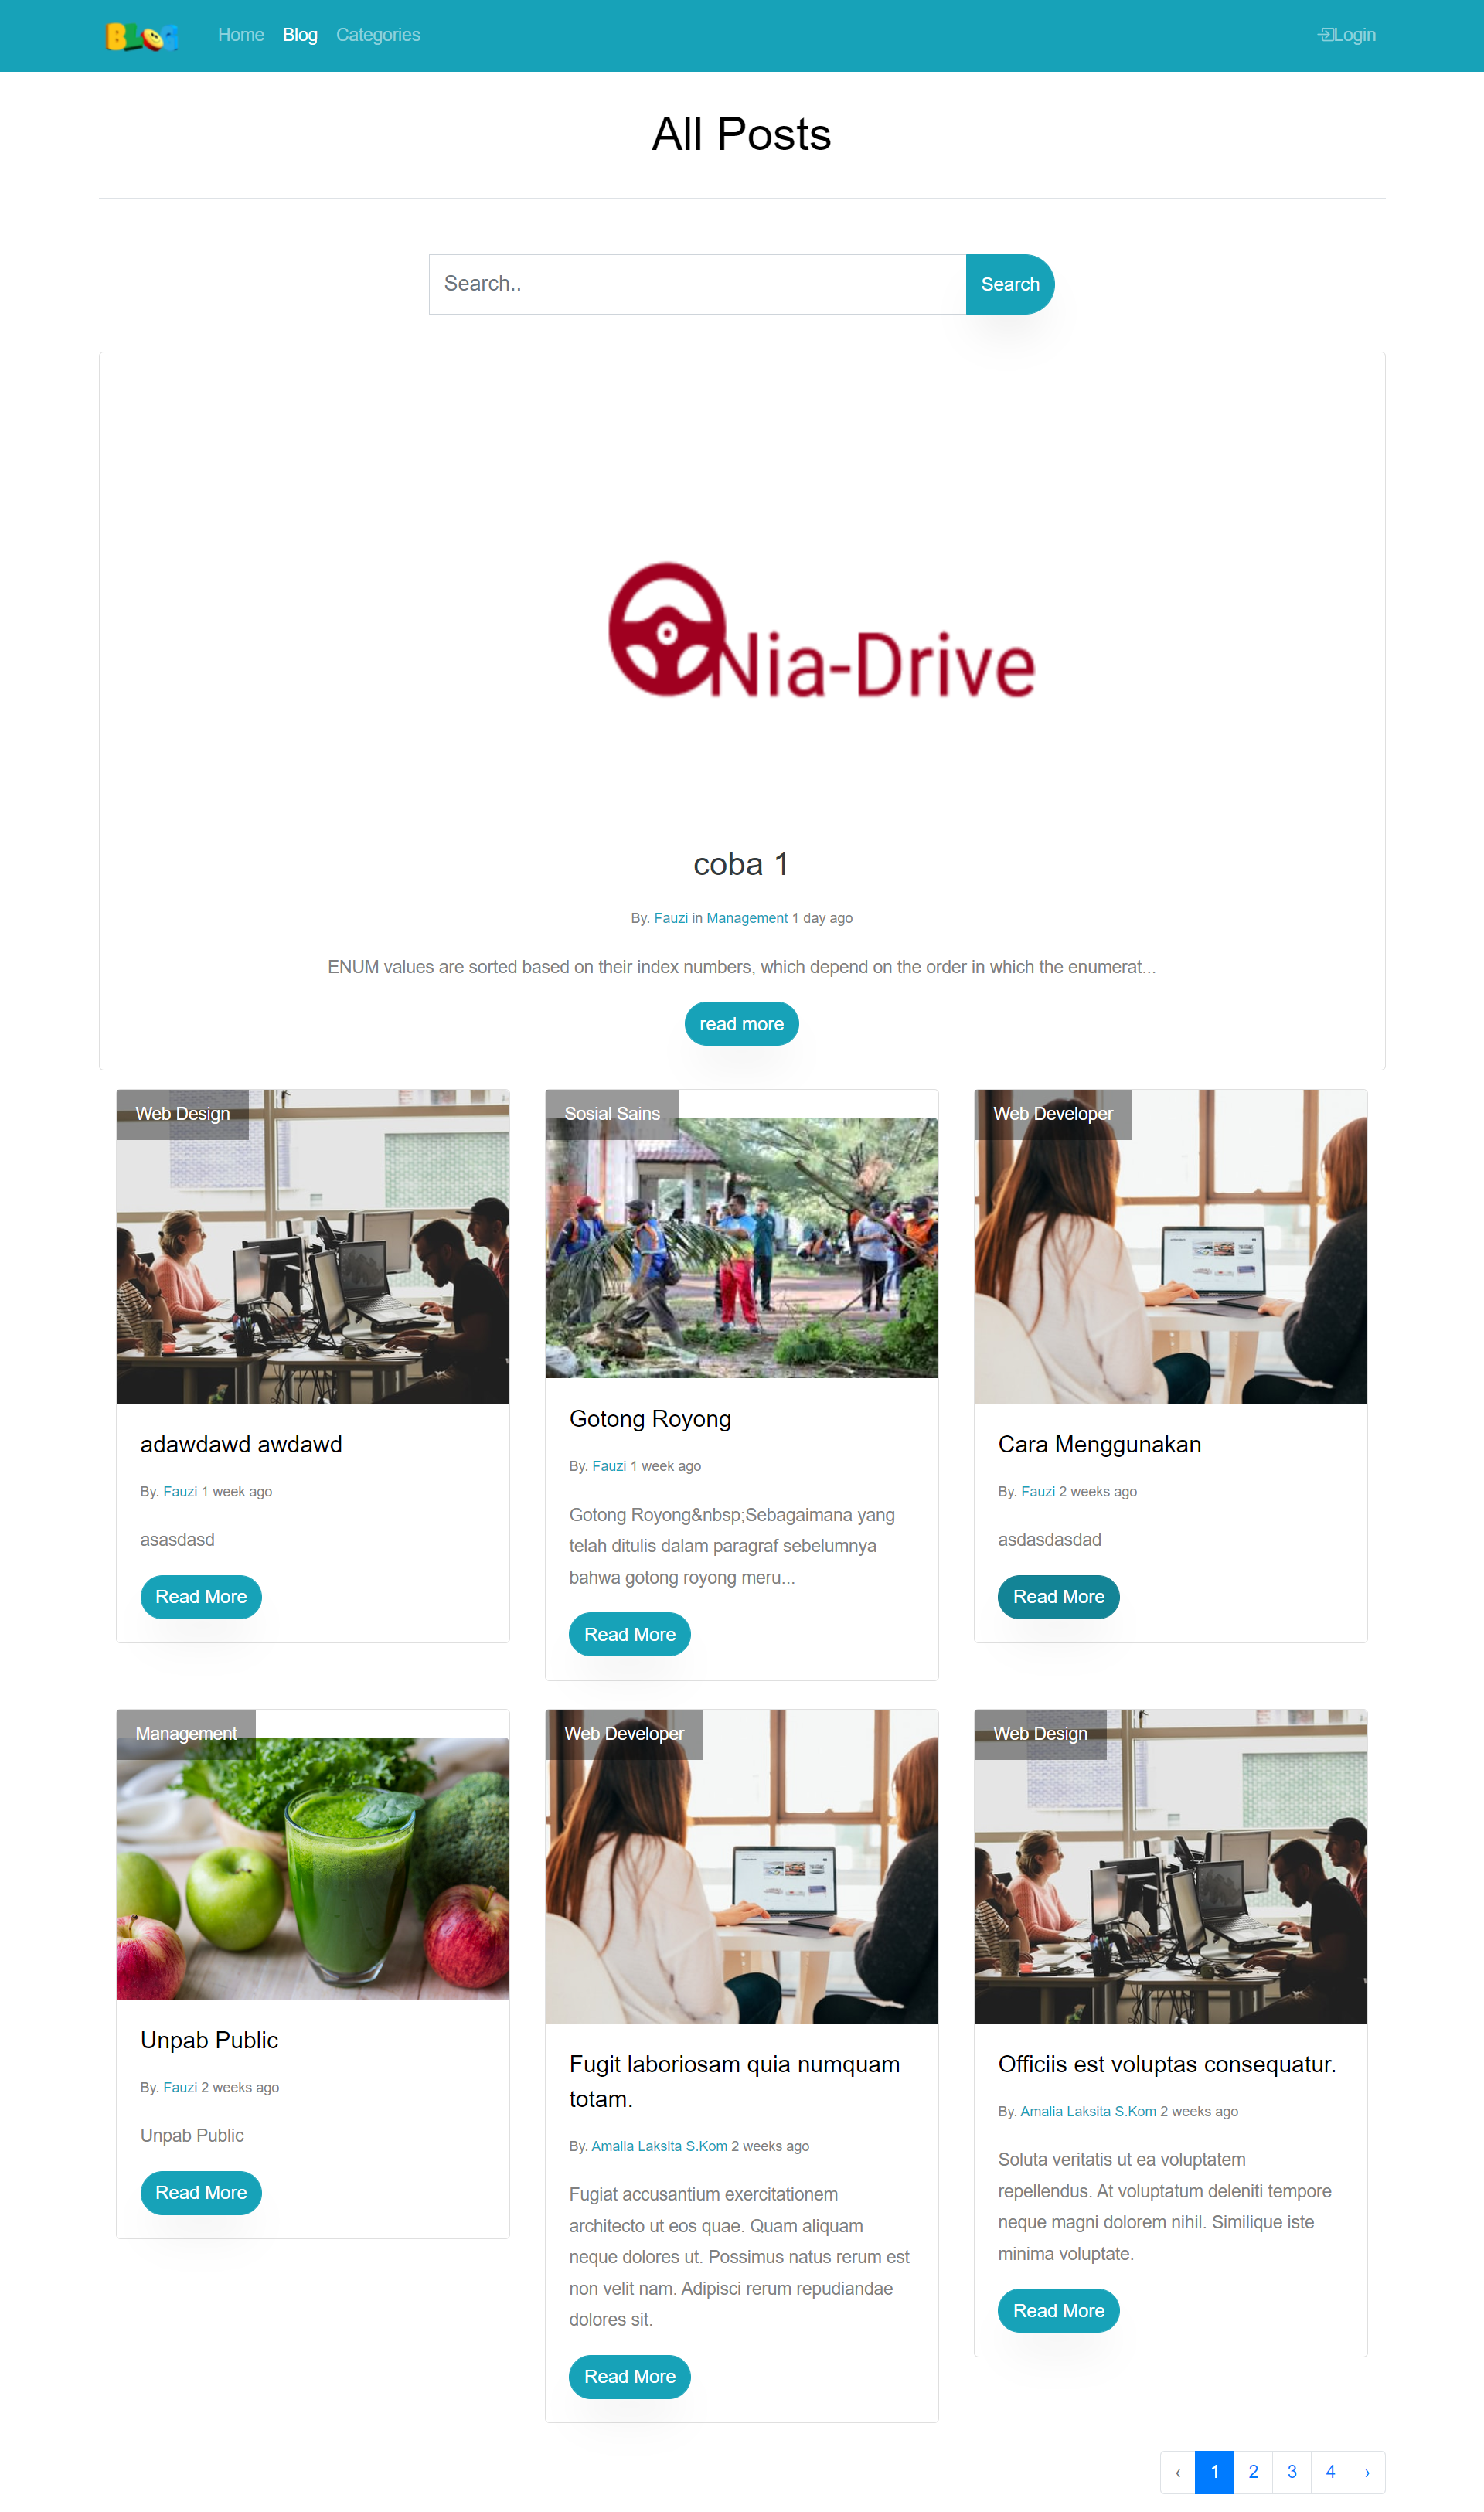 BLOG
Home Blog Categories
Login
All Posts
Search..
Search
Nia-Drive
coba 1
By. Fauzi in Management 1 day ago
ENUM values are sorted based on their index numbers, which depend on the order in which the enumerat...
read more
Web Design
adawdawd awdawd
By. Fauzi 1 week ago
asasdasd
Read More
Sosial Sains
Gotong Royong
By. Fauzi 1 week ago
Gotong Royong&nbsp;Sebagaimana yang
telah ditulis dalam paragraf sebelumnya
bahwa gotong royong meru...
Read More
Web Developer
Cara Menggunakan
By. Fauzi 2 weeks ago
asdasdasdad
Read More
Management
Unpab Public
By. Fauzi 2 weeks ago
Unpab Public
Read More
Web Developer
Fugit laboriosam quia numquam
totam.
By. Amalia Laksita S.Kom 2 weeks ago
Fugiat accusantium exercitationem
architecto ut eos quae. Quam aliquam
neque dolores ut. Possimus natus rerum est
non velit nam. Adipisci rerum repudiandae
dolores sit.
Read More
Web Design
Officiis est voluptas consequatur.
By. Amalia Laksita S.Kom 2 weeks ago
Soluta veritatis ut ea voluptatem
repellendus. At voluptatum deleniti tempore
neque magni dolorem nihil. Similique iste
minima voluptate.
Read More
‹ 1 2 3 4 ›